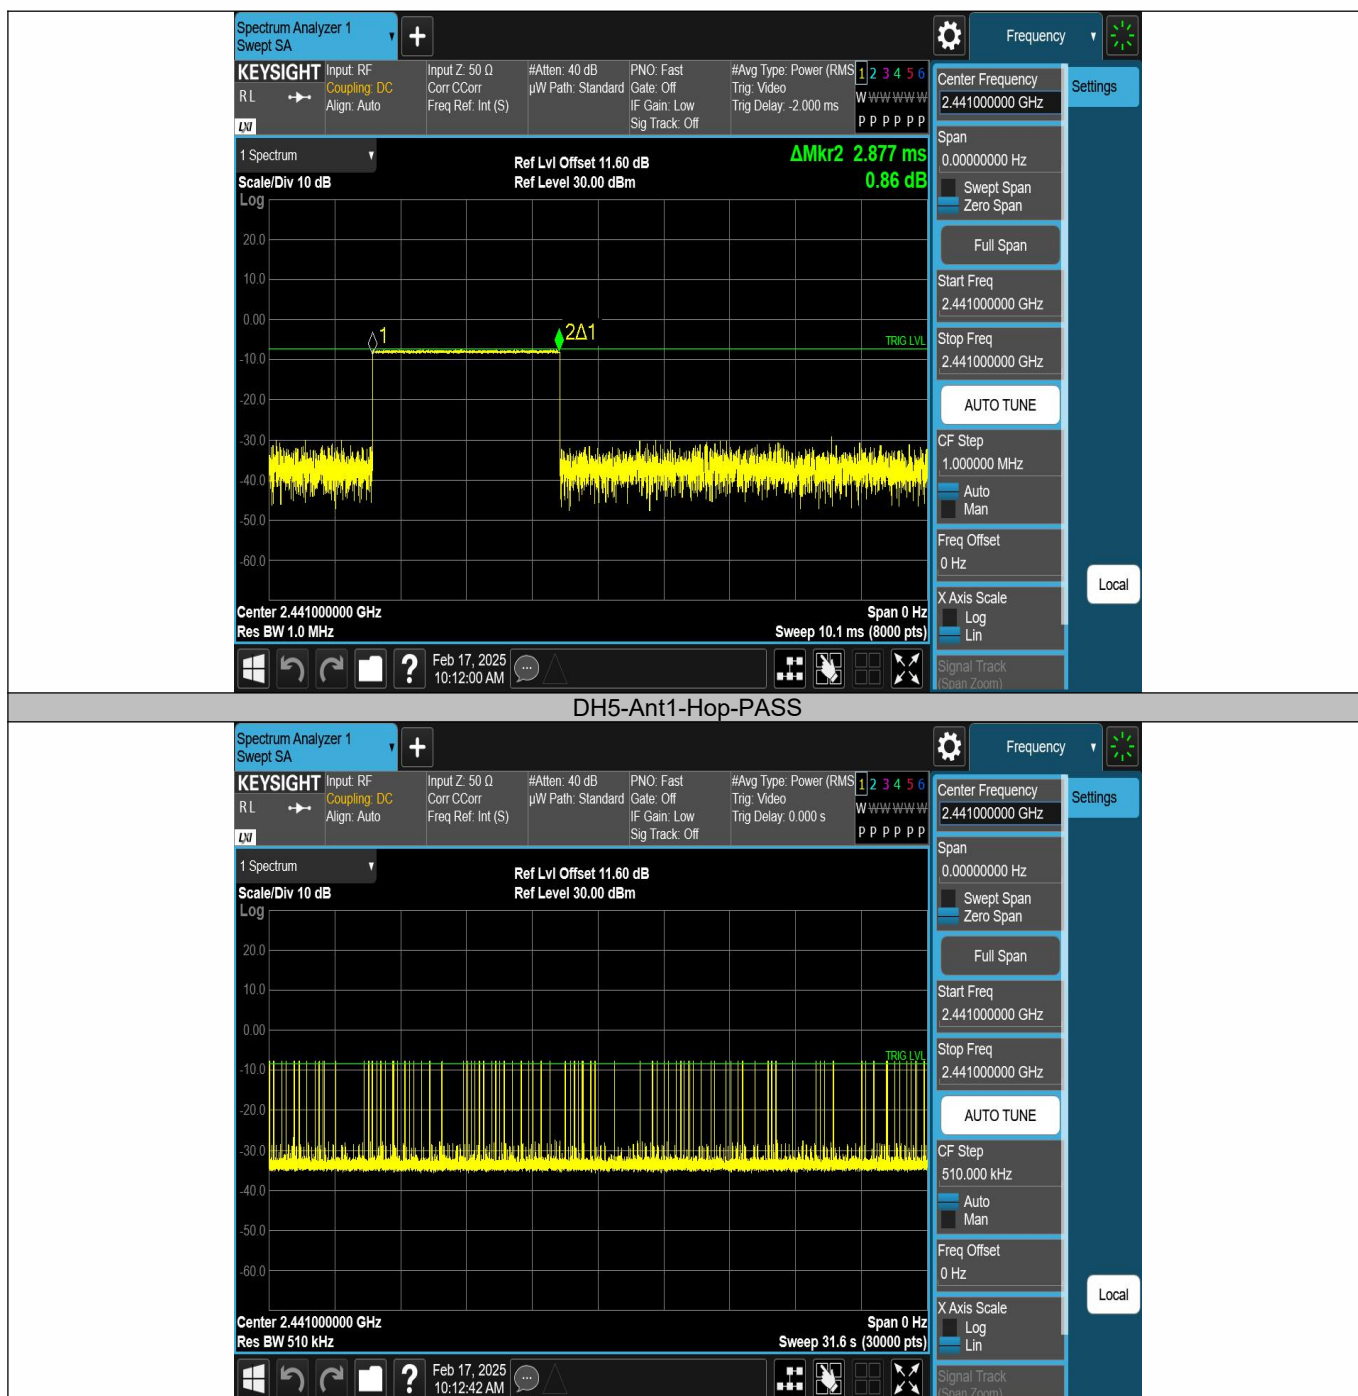 Spectrum Analyzer 1
Swept SA
Frequency
KEYSIGHT
R L
LXI
Input: RF
Coupling: DC
Align: Auto
Input Z: 50 Ω
Corr CCorr
Freq Ref: Int (S)
#Atten: 40 dB
µW Path: Standard
PNO: Fast
Gate: Off
IF Gain: Low
Sig Track: Off
#Avg Type: Power (RMS
Trig: Video
Trig Delay: -2.000 ms
1 2 3 4 5 6
W W W W W W
P P P P P P
1 Spectrum
Scale/Div 10 dB
Log
Ref Lvl Offset 11.60 dB
Ref Level 30.00 dBm
ΔMkr2 2.877 ms
0.86 dB
20.0
10.0
0.00
-10.0
-20.0
-30.0
-40.0
-50.0
-60.0
1
2Δ1
TRIG LVL
Center 2.441000000 GHz
Res BW 1.0 MHz
Span 0 Hz
Sweep 10.1 ms (8000 pts)
Feb 17, 2025
10:12:00 AM
Center Frequency
2.441000000 GHz
Settings
Span
0.00000000 Hz
Swept Span
Zero Span
Full Span
Start Freq
2.441000000 GHz
Stop Freq
2.441000000 GHz
AUTO TUNE
CF Step
1.000000 MHz
Auto
Man
Freq Offset
0 Hz
X Axis Scale
Log
Lin
Signal Track
(Span Zoom)
Local
DH5-Ant1-Hop-PASS
Spectrum Analyzer 1
Swept SA
Frequency
KEYSIGHT
R L
LXI
Input: RF
Coupling: DC
Align: Auto
Input Z: 50 Ω
Corr CCorr
Freq Ref: Int (S)
#Atten: 40 dB
µW Path: Standard
PNO: Fast
Gate: Off
IF Gain: Low
Sig Track: Off
#Avg Type: Power (RMS
Trig: Video
Trig Delay: 0.000 s
1 2 3 4 5 6
W W W W W W
P P P P P P
1 Spectrum
Scale/Div 10 dB
Log
Ref Lvl Offset 11.60 dB
Ref Level 30.00 dBm
20.0
10.0
0.00
-10.0
-20.0
-30.0
-40.0
-50.0
-60.0
TRIG LVL
Center 2.441000000 GHz
Res BW 510 kHz
Span 0 Hz
Sweep 31.6 s (30000 pts)
Feb 17, 2025
10:12:42 AM
Center Frequency
2.441000000 GHz
Settings
Span
0.00000000 Hz
Swept Span
Zero Span
Full Span
Start Freq
2.441000000 GHz
Stop Freq
2.441000000 GHz
AUTO TUNE
CF Step
510.000 kHz
Auto
Man
Freq Offset
0 Hz
X Axis Scale
Log
Lin
Signal Track
(Span Zoom)
Local